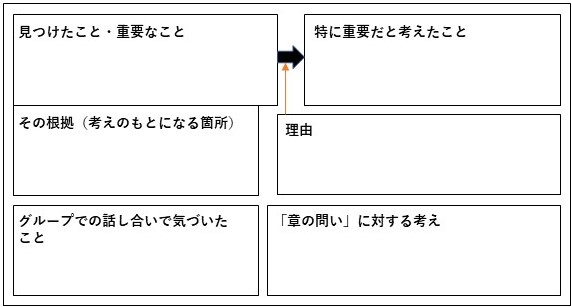 見つけたこと・重要なこと
特に重要だと考えたこと
その根拠（考えのもとになる箇所）
理由
グループでの話し合いで気づいた
こと
「章の問い」に対する考え